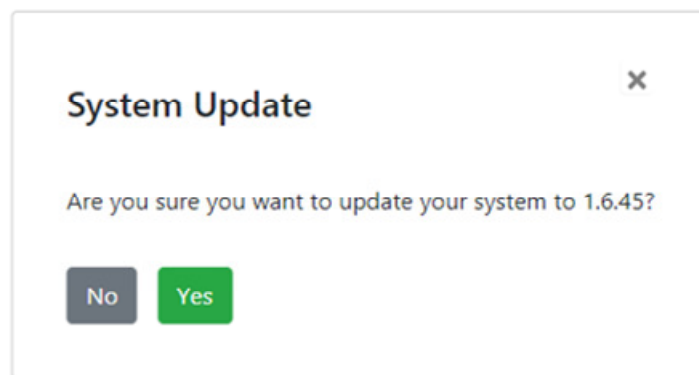 System Update
Are you sure you want to update your system to 1.6.45?
No Yes